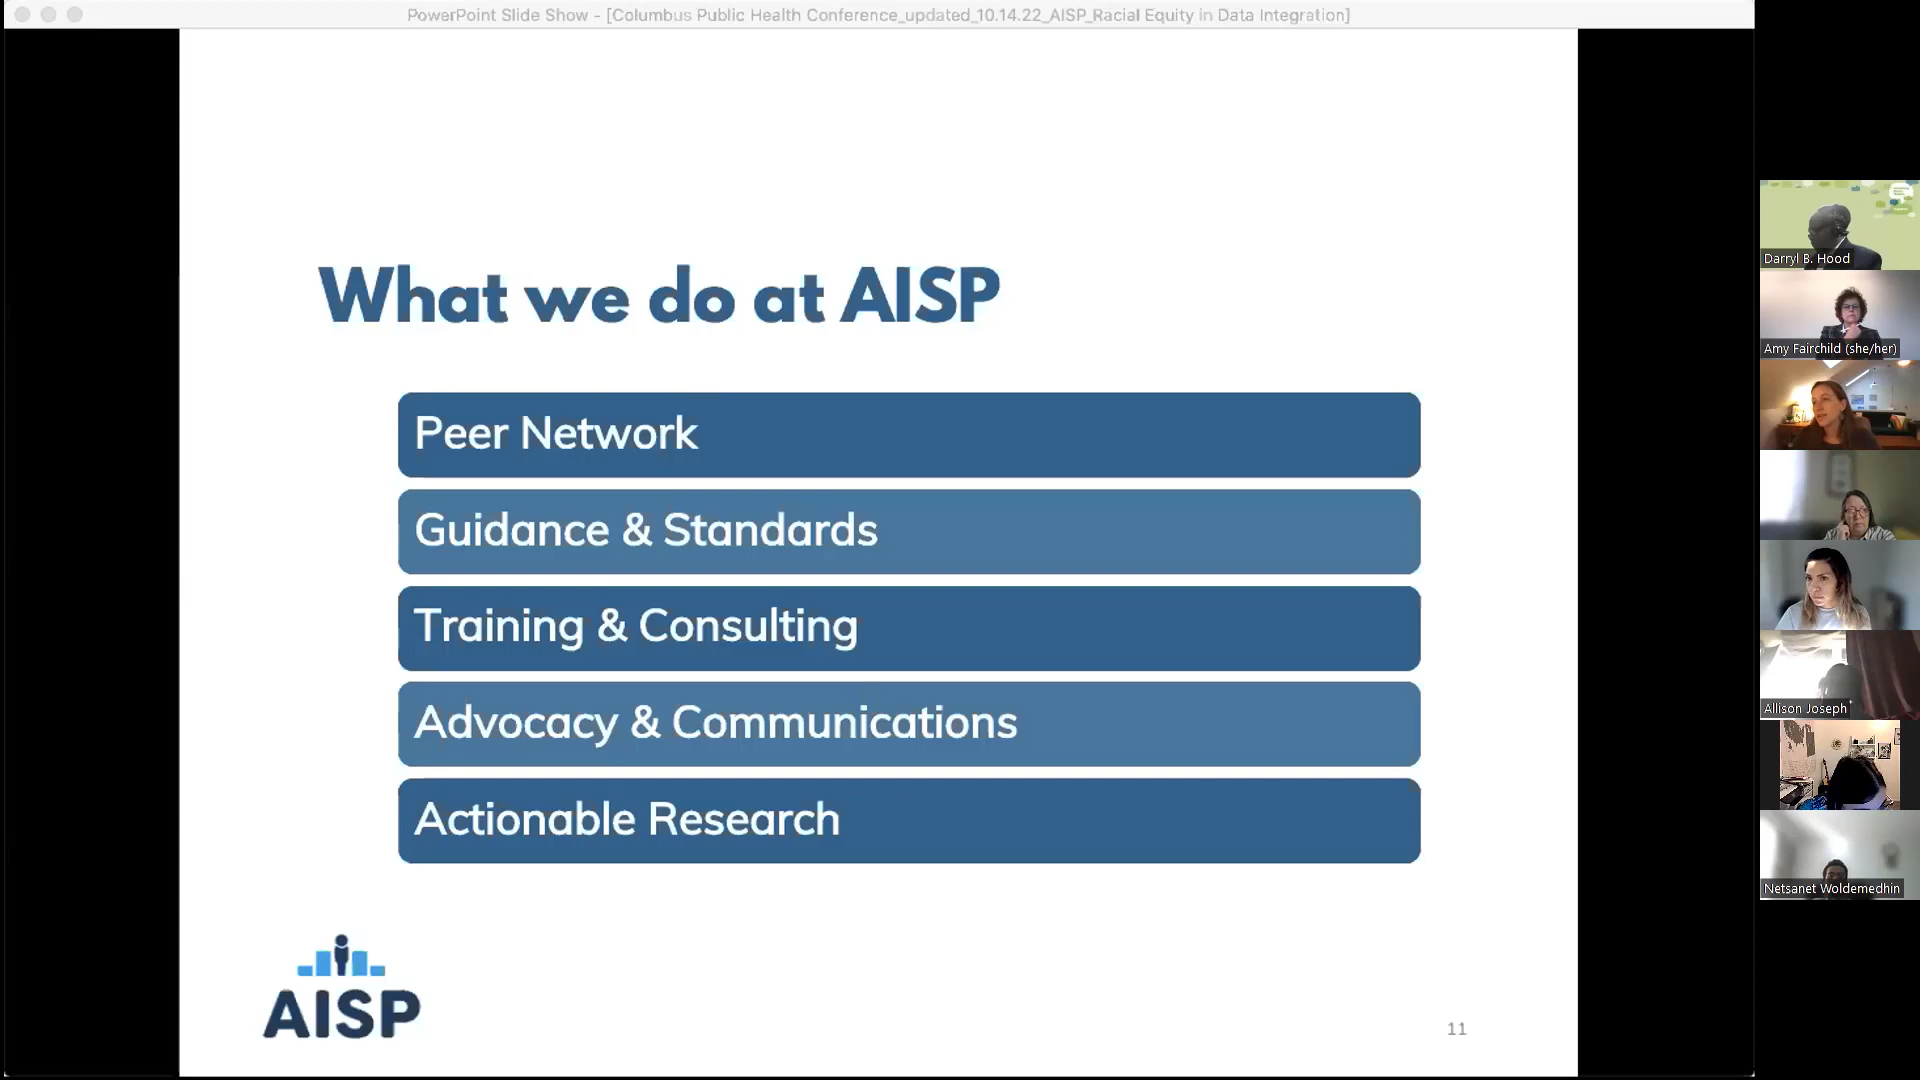 PowerPoint Slide Show - [Columbus Public Health Conference_updated_10.14.22_AISP_Racial Equity in Data Integration]
What we do at AISP
Peer Network
Guidance & Standards
Training & Consulting
Advocacy & Communications
Actionable Research
AISP
11
Darryl B. Hood
Amy Fairchild (she/her)
Allison Joseph
Netsanet Woldemedhin